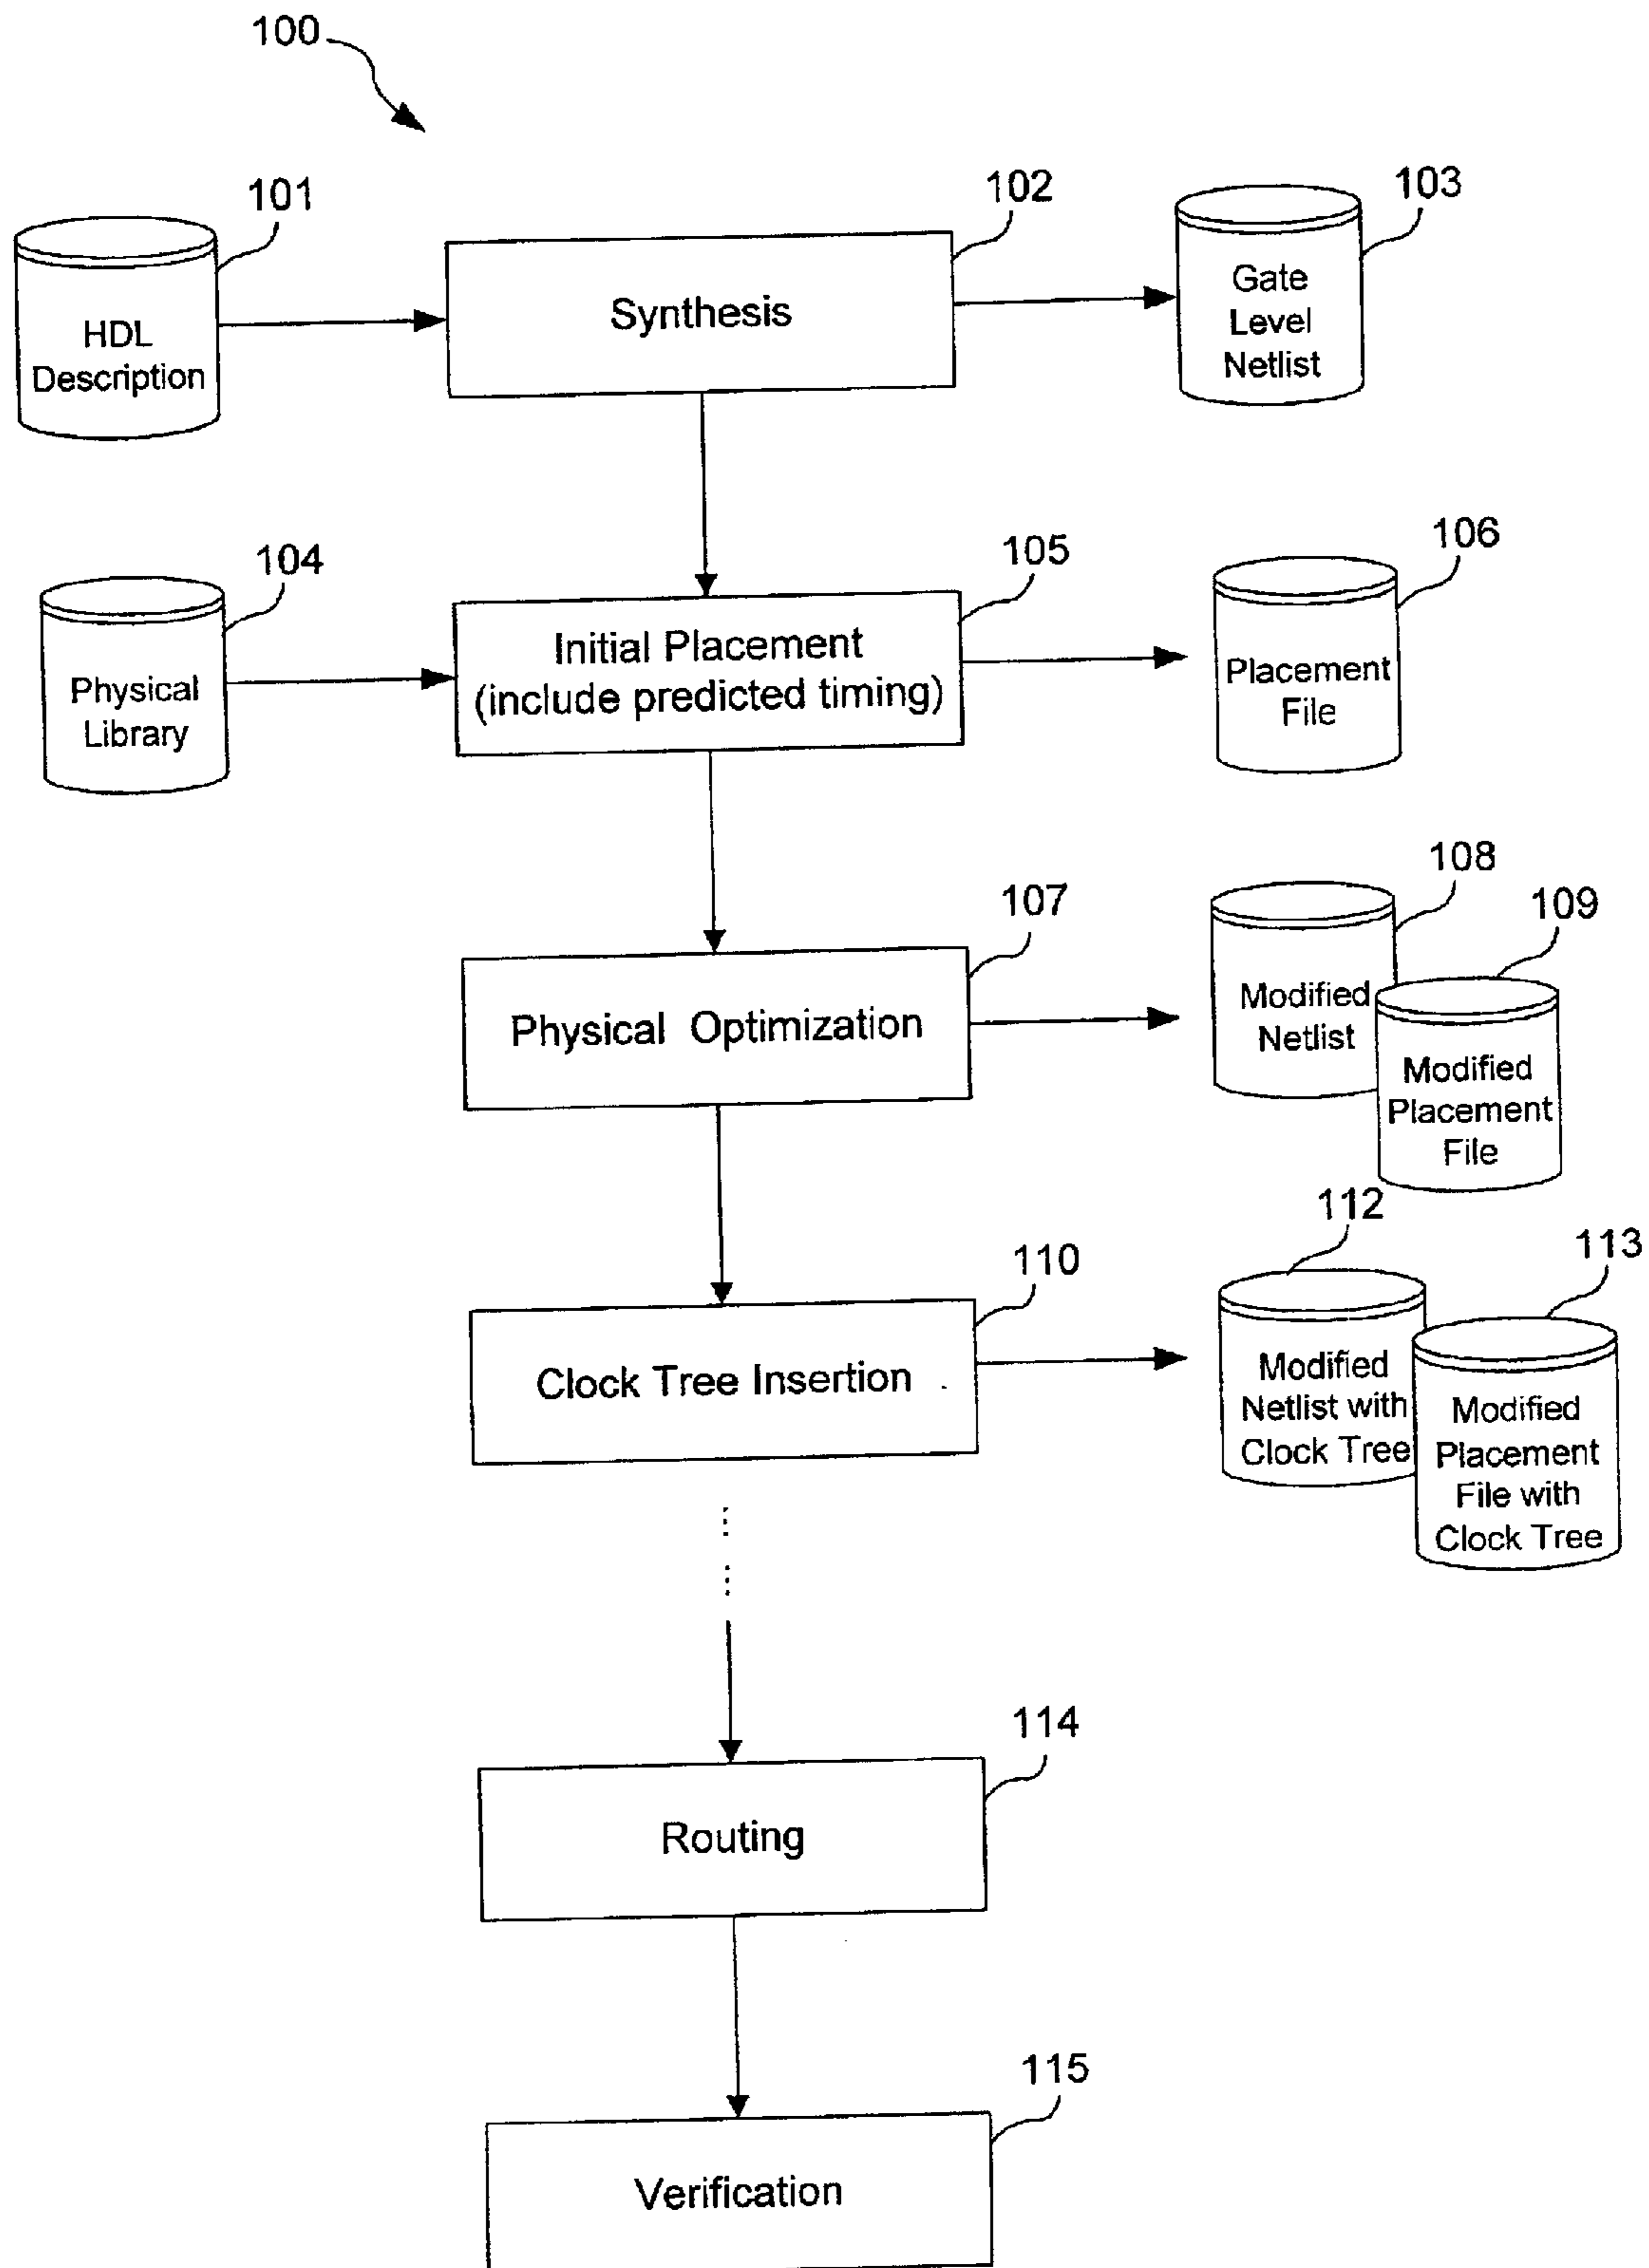 100
101
102
103
HDL
Description
Synthesis
Gate
Level
Netlist
104
105
106
Physical
Library
Initial Placement
(include predicted timing)
Placement
File
107
108
109
Physical Optimization
Modified
Netlist
Modified
Placement
File
110
112
113
Clock Tree Insertion
Modified
Netlist with
Clock Tree
Modified
Placement
File with
Clock Tree
114
Routing
115
Verification